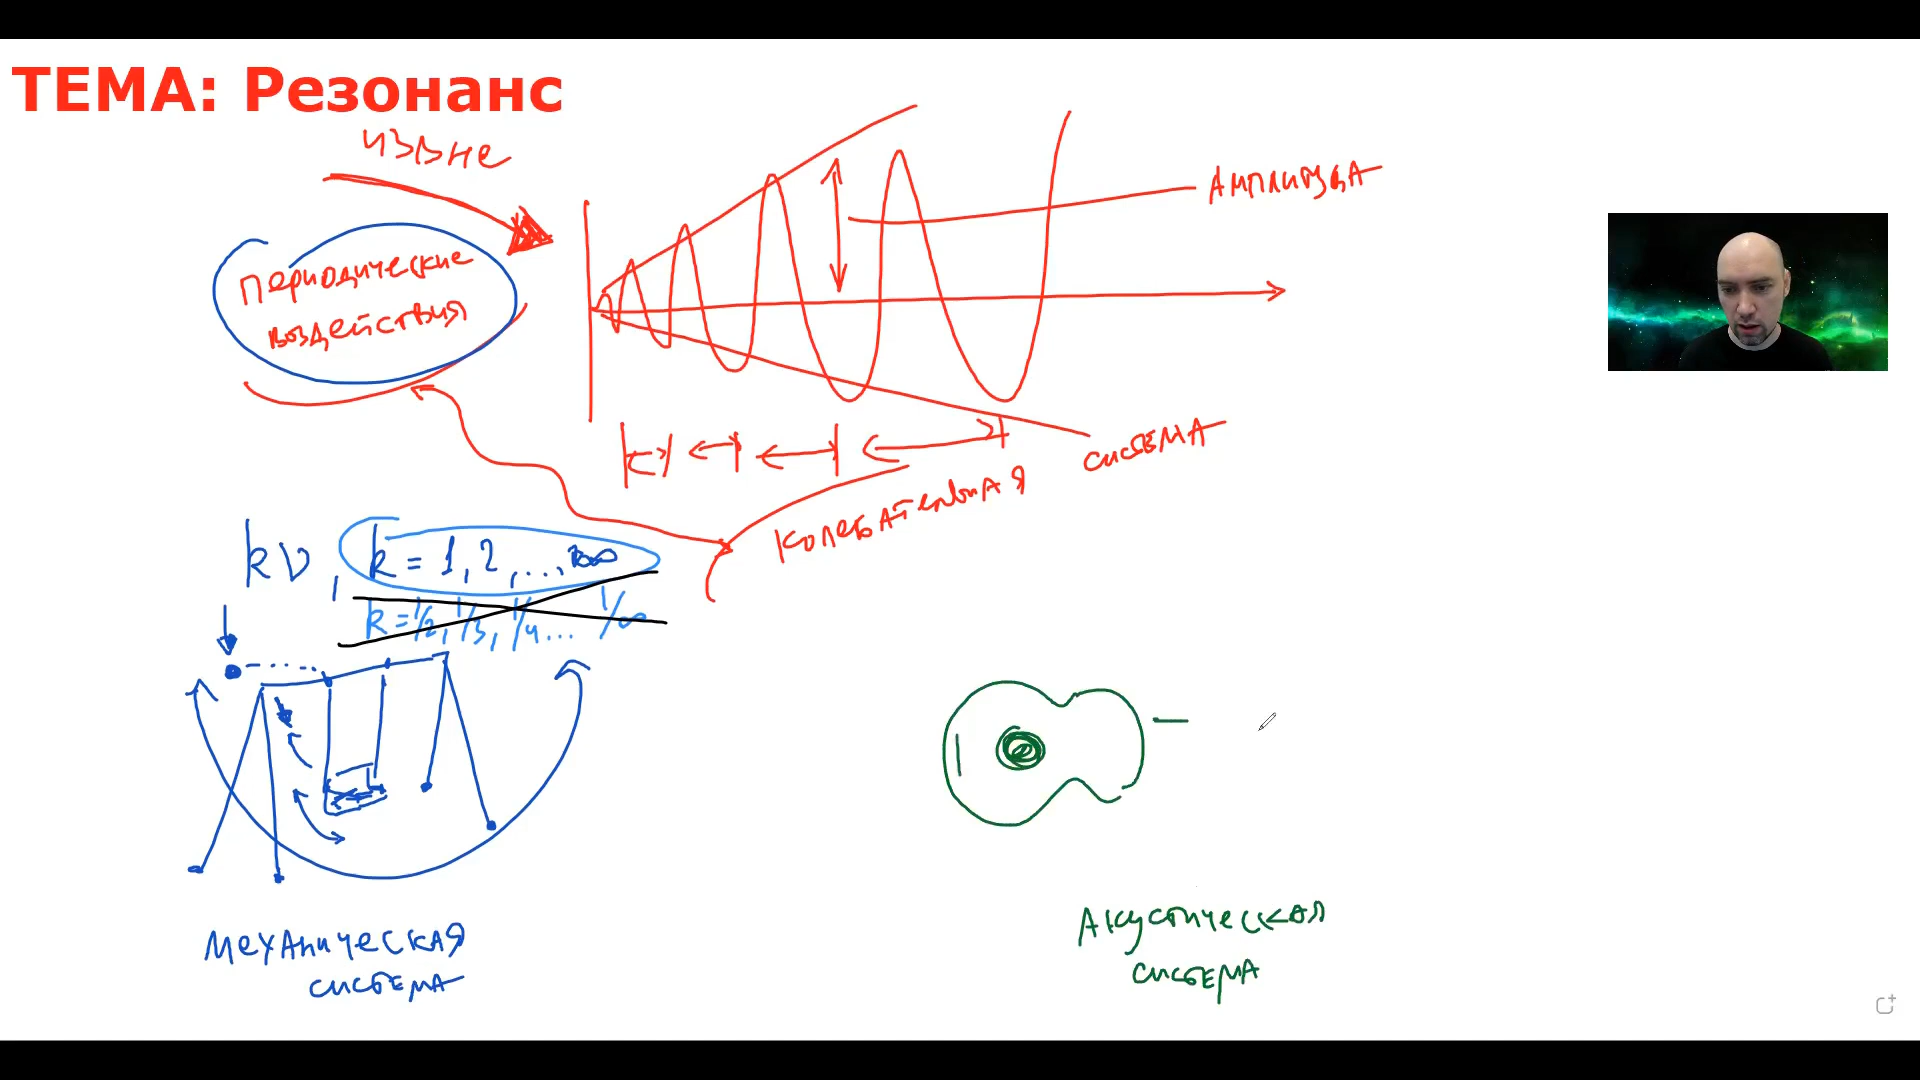 ТЕМА: Резонанс
извне
Амплитуда
периодические
воздействия
система
колебательная
kν, k = 1, 2, ..., ∞
k = 1/2, 1/3, 1/4 ... 1/∞
механическая
система
Акустическая
система